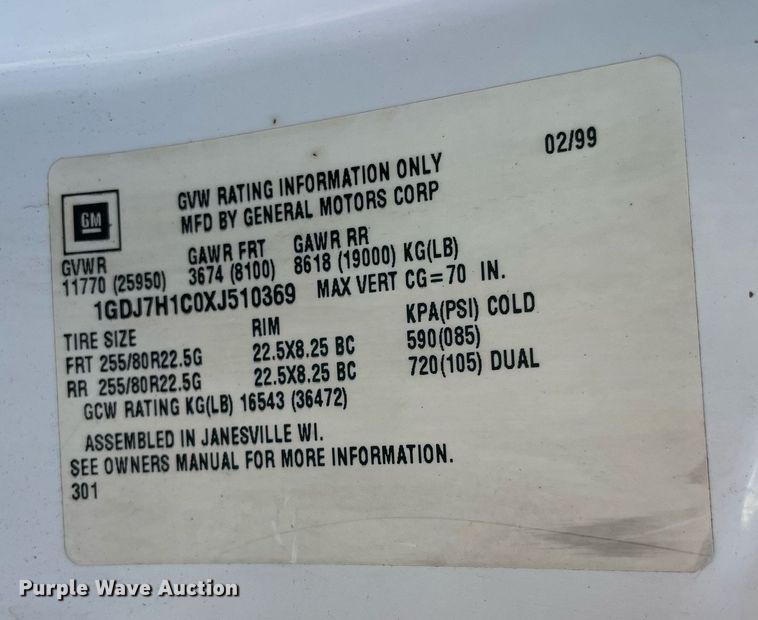 02/99
GM
GVW RATING INFORMATION ONLY
MFD BY GENERAL MOTORS CORP
GVWR GAWR FRT GAWR RR
11770 (25950) 3674 (8100) 8618 (19000) KG(LB)
1GDJ7H1C0XJ510369 MAX VERT CG=70 IN.
TIRE SIZE RIM KPA(PSI) COLD
FRT 255/80R22.5G 22.5X8.25 BC 590(085)
RR 255/80R22.5G 22.5X8.25 BC 720(105) DUAL
GCW RATING KG(LB) 16543 (36472)
ASSEMBLED IN JANESVILLE WI.
SEE OWNERS MANUAL FOR MORE INFORMATION.
301
Purple Wave Auction